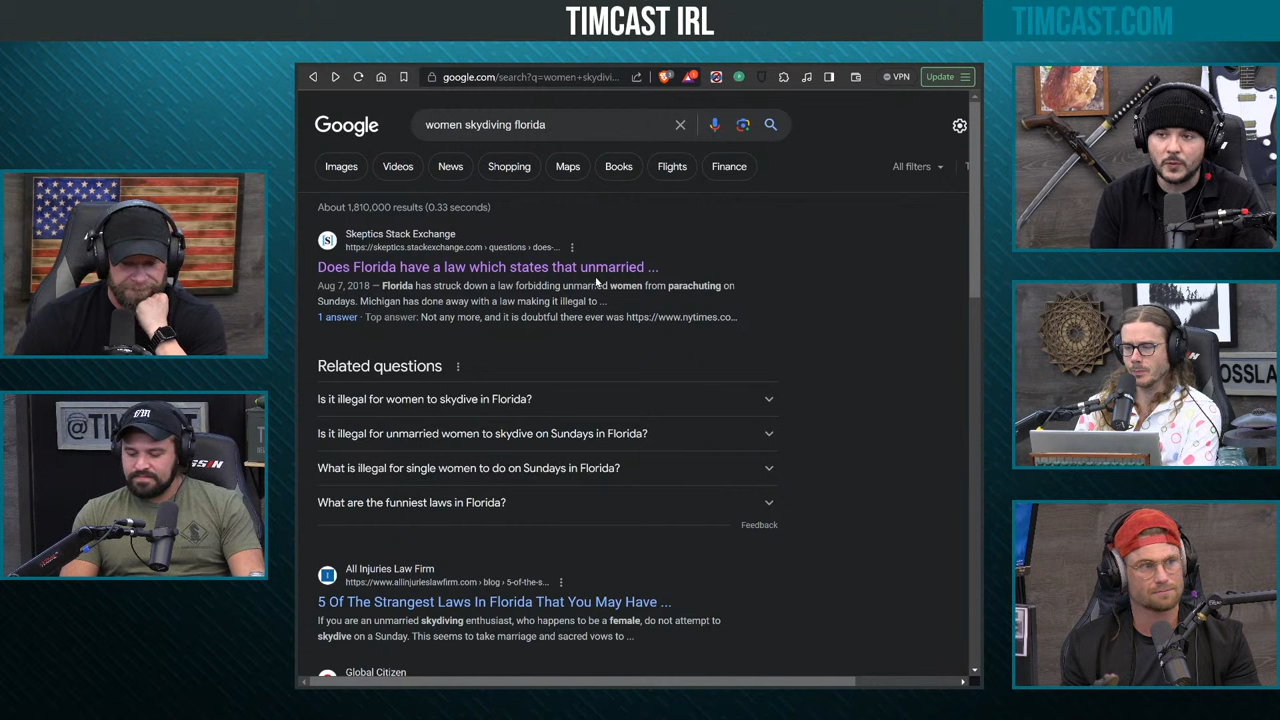 TIMCAST IRL
TIMCAST.COM
google.com/search?q=women+skydivi...
VPN
Update
Google
women skydiving florida
Images
Videos
News
Shopping
Maps
Books
Flights
Finance
All filters
About 1,810,000 results (0.33 seconds)
Skeptics Stack Exchange
https://skeptics.stackexchange.com › questions › does-...
Does Florida have a law which states that unmarried ...
Aug 7, 2018 — Florida has struck down a law forbidding unmarried women from parachuting on
Sundays. Michigan has done away with a law making it illegal to ...
1 answer · Top answer: Not any more, and it is doubtful there ever was https://www.nytimes.co...
Related questions
Is it illegal for women to skydive in Florida?
Is it illegal for unmarried women to skydive on Sundays in Florida?
What is illegal for single women to do on Sundays in Florida?
What are the funniest laws in Florida?
Feedback
All Injuries Law Firm
https://www.allinjurieslawfirm.com › blog › 5-of-the-s...
5 Of The Strangest Laws In Florida That You May Have ...
If you are an unmarried skydiving enthusiast, who happens to be a female, do not attempt to
skydive on a Sunday. This seems to take marriage and sacred vows to ...
Global Citizen
@TIM
OSSLA